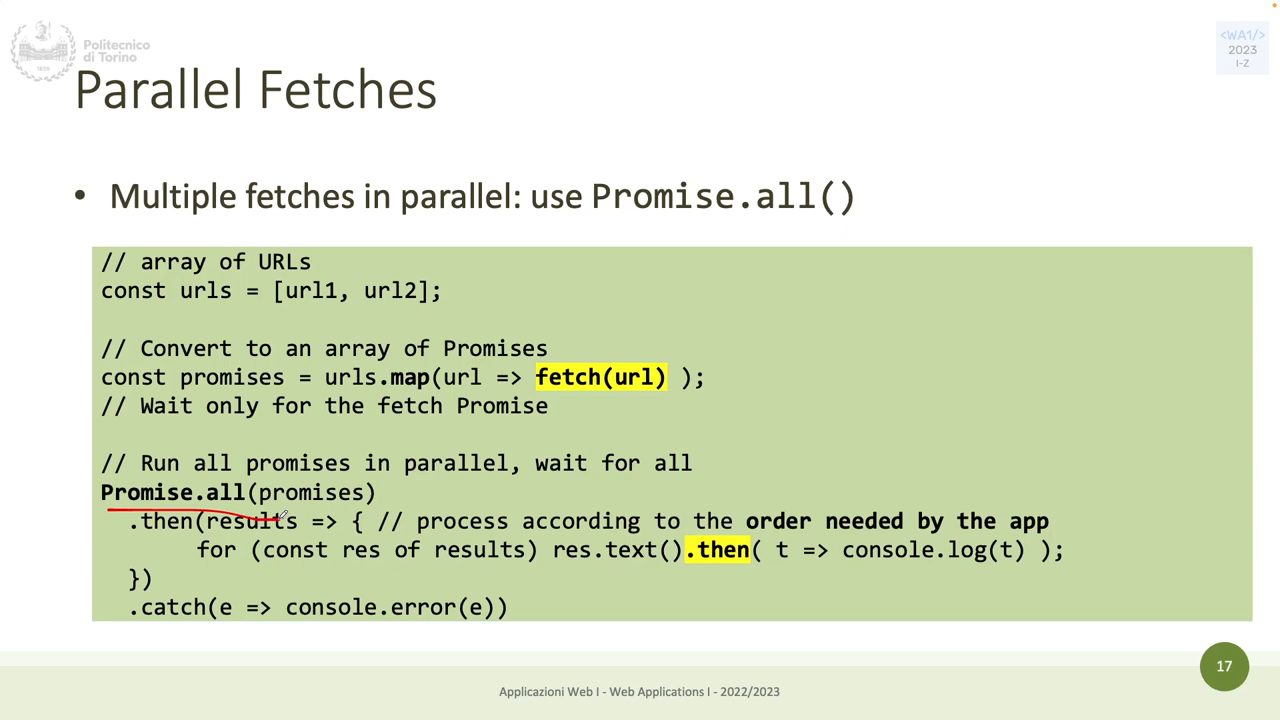 Politecnico
di Torino
1859
<WA1/>
2023
I-Z
Parallel Fetches
• Multiple fetches in parallel: use Promise.all()
// array of URLs
const urls = [url1, url2];
// Convert to an array of Promises
const promises = urls.map(url => fetch(url) );
// Wait only for the fetch Promise
// Run all promises in parallel, wait for all
Promise.all(promises)
.then(results => { // process according to the order needed by the app
for (const res of results) res.text().then( t => console.log(t) );
})
.catch(e => console.error(e))
17
Applicazioni Web I - Web Applications I - 2022/2023